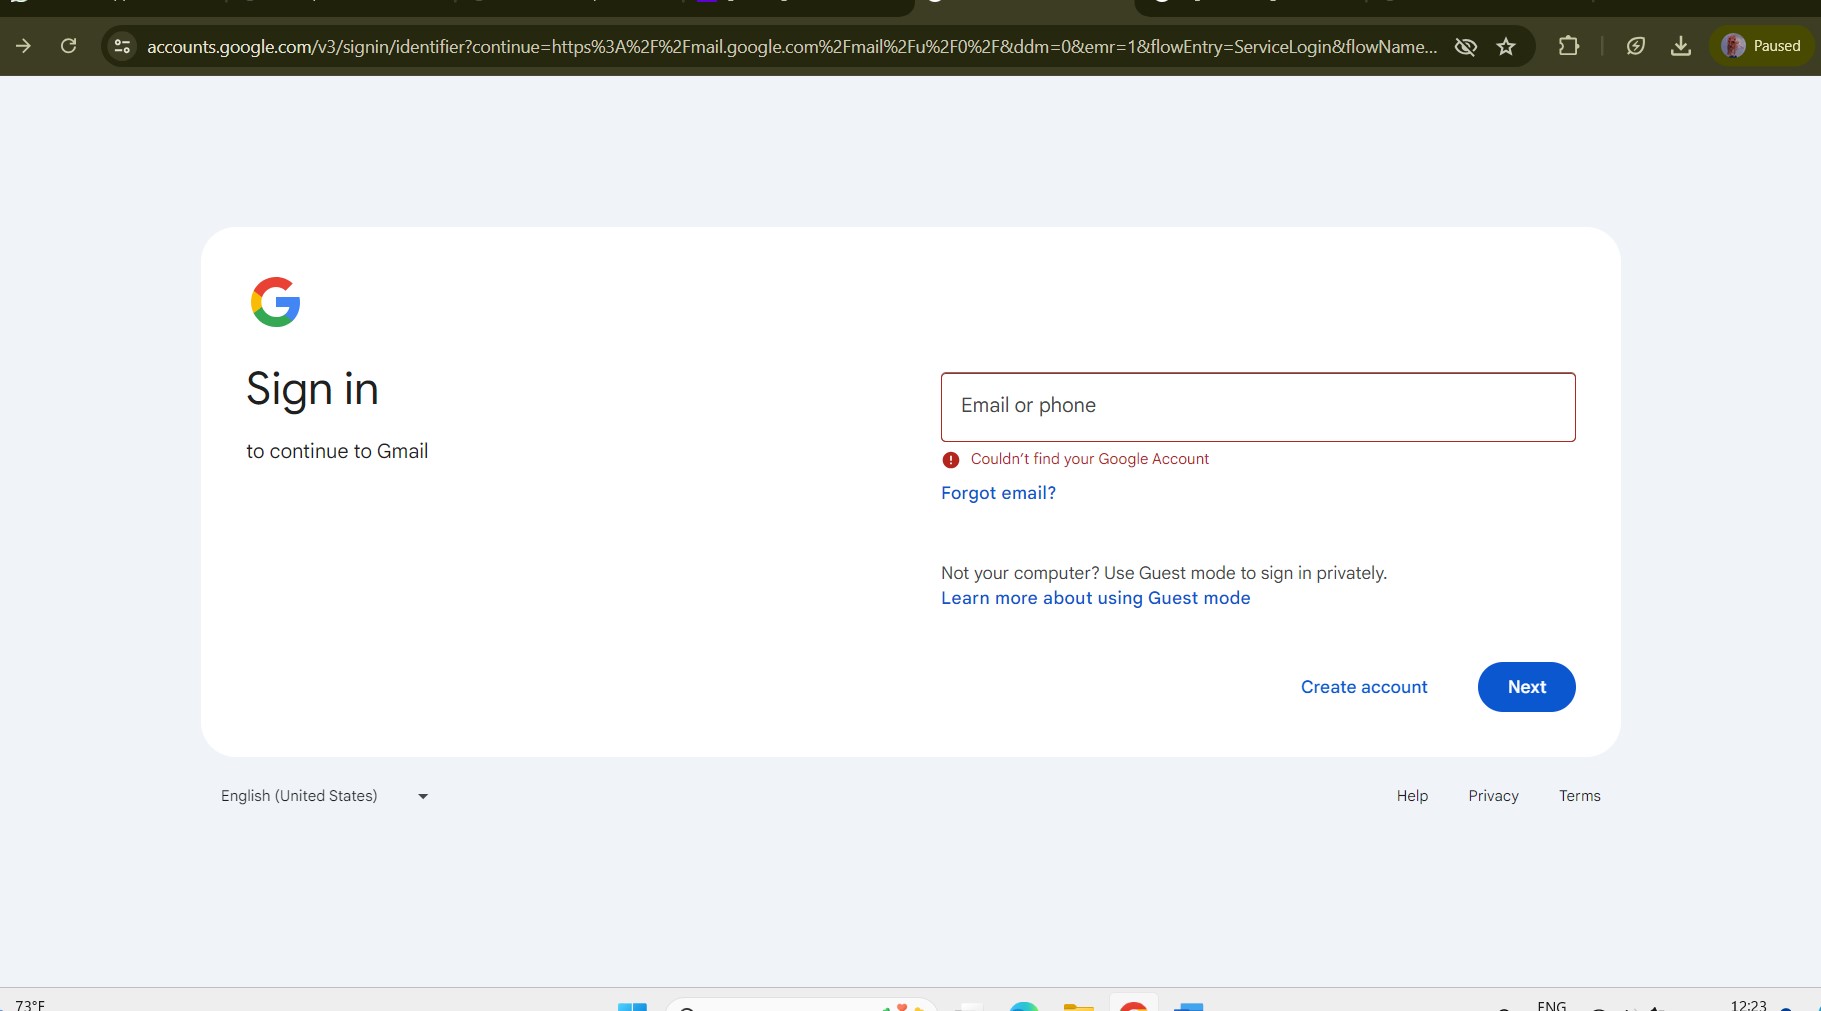 accounts.google.com/v3/signin/identifier?continue=https%3A%2F%2Fmail.google.com%2Fmail%2Fu%2F0%2F&ddm=0&emr=1&flowEntry=ServiceLogin&flowName...
Paused
Sign in
to continue to Gmail
Email or phone
Couldn't find your Google Account
Forgot email?
Not your computer? Use Guest mode to sign in privately.
Learn more about using Guest mode
Create account
Next
English (United States)
Help
Privacy
Terms
73°F
ENG
12:23